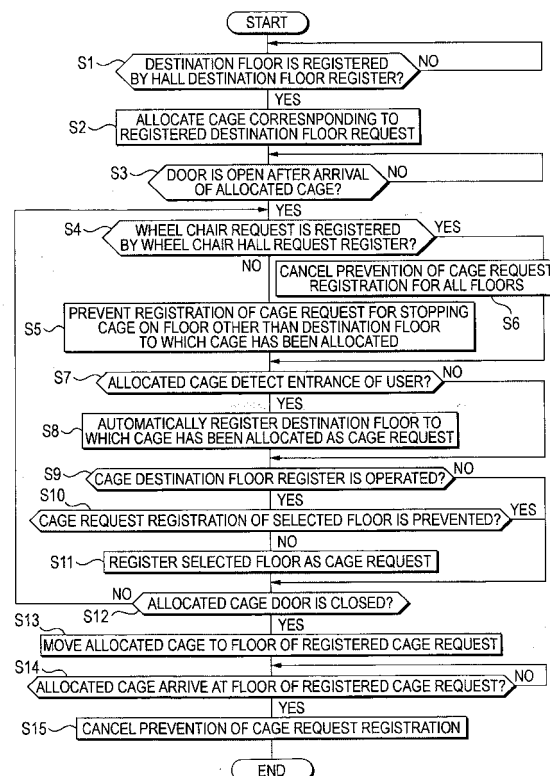 START
S1
DESTINATION FLOOR IS REGISTERED
BY HALL DESTINATION FLOOR REGISTER?
NO
YES
S2
ALLOCATE CAGE CORRESNPONDING TO
REGISTERED DESTINATION FLOOR REQUEST
S3
DOOR IS OPEN AFTER ARRIVAL
OF ALLOCATED CAGE?
NO
YES
S4
WHEEL CHAIR REQUEST IS REGISTERED
BY WHEEL CHAIR HALL REQUEST REGISTER?
YES
NO
CANCEL PREVENTION OF CAGE REQUEST
REGISTRATION FOR ALL FLOORS
S6
S5
PREVENT REGISTRATION OF CAGE REQUEST FOR STOPPING
CAGE ON FLOOR OTHER THAN DESTINATION FLOOR
TO WHICH CAGE HAS BEEN ALLOCATED
S7
ALLOCATED CAGE DETECT ENTRANCE OF USER?
NO
YES
S8
AUTOMATICALLY REGISTER DESTINATION FLOOR TO
WHICH CAGE HAS BEEN ALLOCATED AS CAGE REQUEST
S9
CAGE DESTINATION FLOOR REGISTER IS OPERATED?
NO
S10
YES
CAGE REQUEST REGISTRATION OF SELECTED FLOOR IS PREVENTED?
YES
NO
S11
REGISTER SELECTED FLOOR AS CAGE REQUEST
NO
S12
ALLOCATED CAGE DOOR IS CLOSED?
S13
YES
MOVE ALLOCATED CAGE TO FLOOR OF REGISTERED CAGE REQUEST
S14
ALLOCATED CAGE ARRIVE AT FLOOR OF REGISTERED CAGE REQUEST?
NO
YES
S15
CANCEL PREVENTION OF CAGE REQUEST REGISTRATION
END